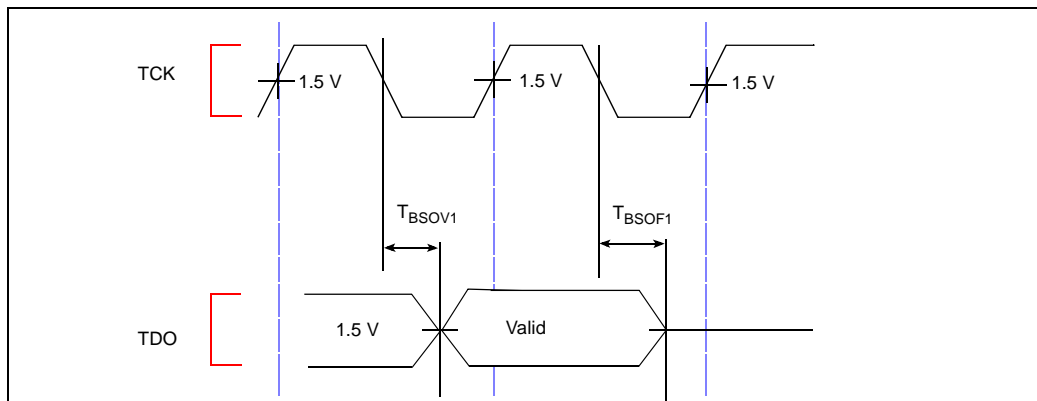 TCK
1.5 V
1.5 V
1.5 V
TBSOV1
TBSOF1
TDO
1.5 V
Valid